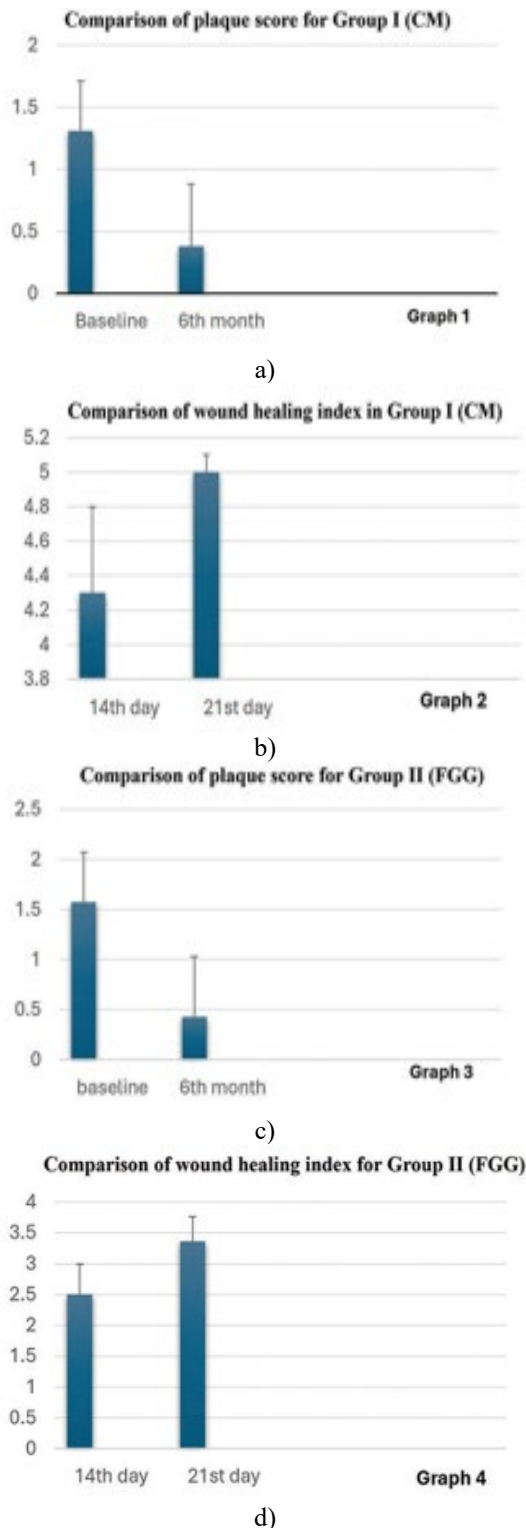 Comparison of plaque score for Group I (CM)
2
1.5
1
0.5
0
Baseline 6th month
Graph 1
a)
Comparison of wound healing index in Group I (CM)
5.2
5
4.8
4.6
4.4
4.2
4
3.8
14th day 21st day
Graph 2
b)
Comparison of plaque score for Group II (FGG)
2.5
2
1.5
1
0.5
0
baseline 6th month
Graph 3
c)
Comparison of wound healing index for Group II (FGG)
4
3.5
3
2.5
2
1.5
1
0.5
0
14th day 21st day
Graph 4
d)